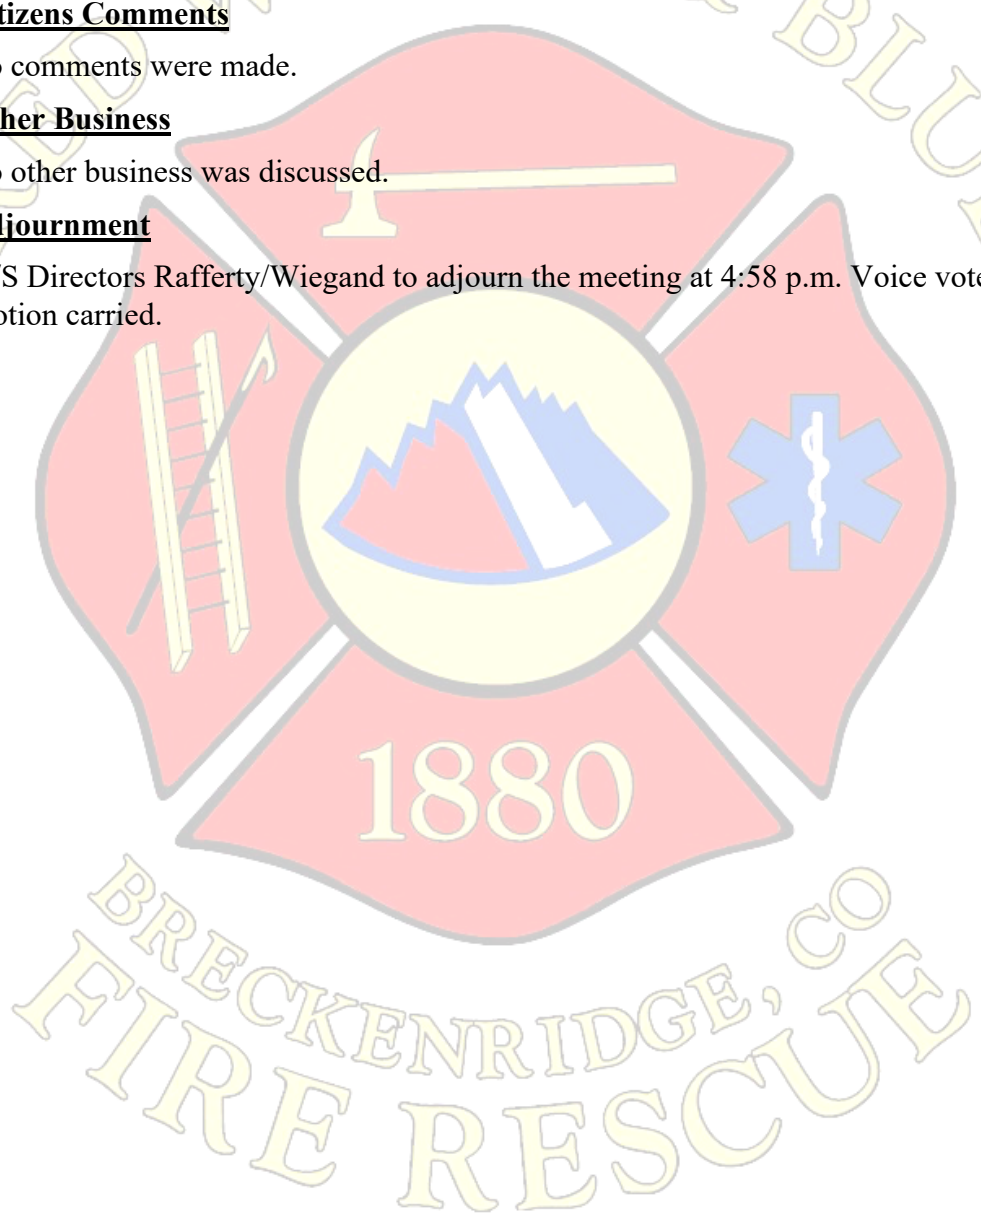 tizens Comments
o comments were made.
her Business
o other business was discussed.
djournment
/S Directors Rafferty/Wiegand to adjourn the meeting at 4:58 p.m. Voice vote
otion carried.
1880
BRECKENRIDGE, CO
FIRE RESCUE